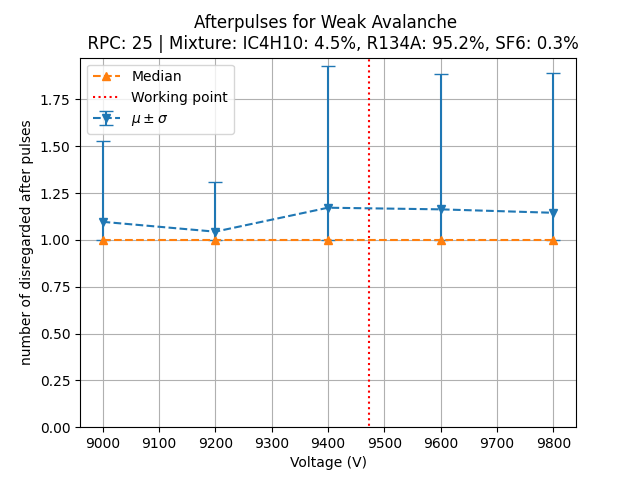 Afterpulses for Weak Avalanche
RPC: 25 | Mixture: IC4H10: 4.5%, R134A: 95.2%, SF6: 0.3%
Median
Working point
μ ± σ
number of disregarded after pulses
1.75
1.50
1.25
1.00
0.75
0.50
0.25
0.00
9000 9100 9200 9300 9400 9500 9600 9700 9800
Voltage (V)